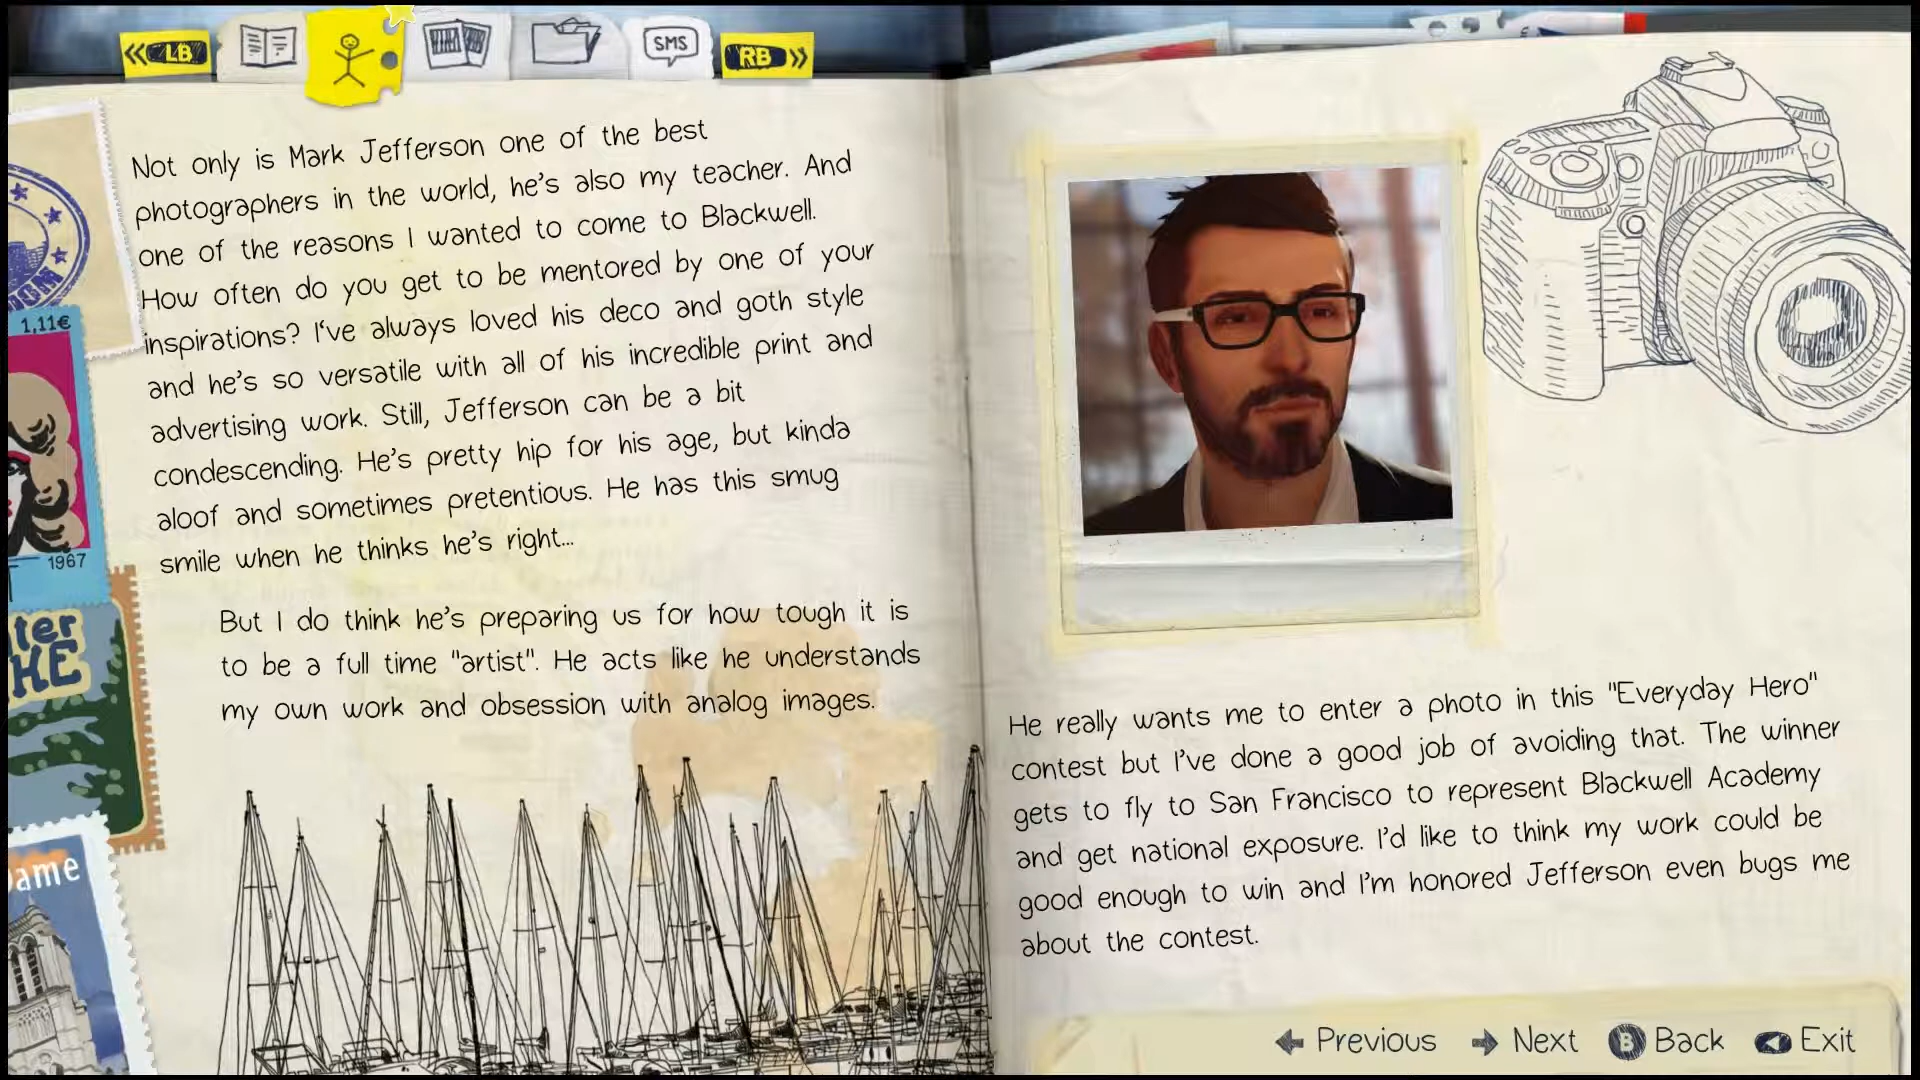 LB
SMS
RB
Not only is Mark Jefferson one of the best
photographers in the world, he's also my teacher. And
one of the reasons I wanted to come to Blackwell.
How often do you get to be mentored by one of your
inspirations? I've always loved his deco and goth style
and he's so versatile with all of his incredible print and
advertising work. Still, Jefferson can be a bit
condescending. He's pretty hip for his age, but kinda
aloof and sometimes pretentious. He has this smug
smile when he thinks he's right...
But I do think he's preparing us for how tough it is
to be a full time "artist". He acts like he understands
my own work and obsession with analog images.
1,11€
1967
He really wants me to enter a photo in this "Everyday Hero"
contest but I've done a good job of avoiding that. The winner
gets to fly to San Francisco to represent Blackwell Academy
and get national exposure. I'd like to think my work could be
good enough to win and I'm honored Jefferson even bugs me
about the contest.
Previous
Next
B Back
Exit